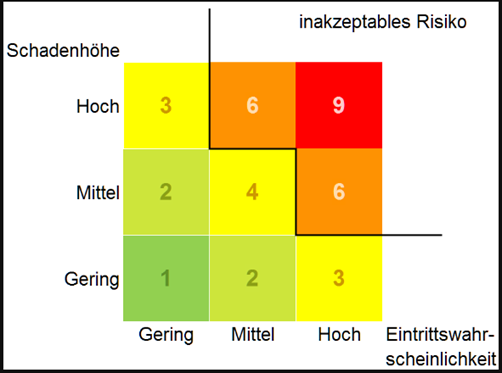 inakzeptables Risiko
Schadenhöhe
Hoch 3 6 9
Mittel 2 4 6
Gering 1 2 3
Gering Mittel Hoch Eintrittswahr-
scheinlichkeit